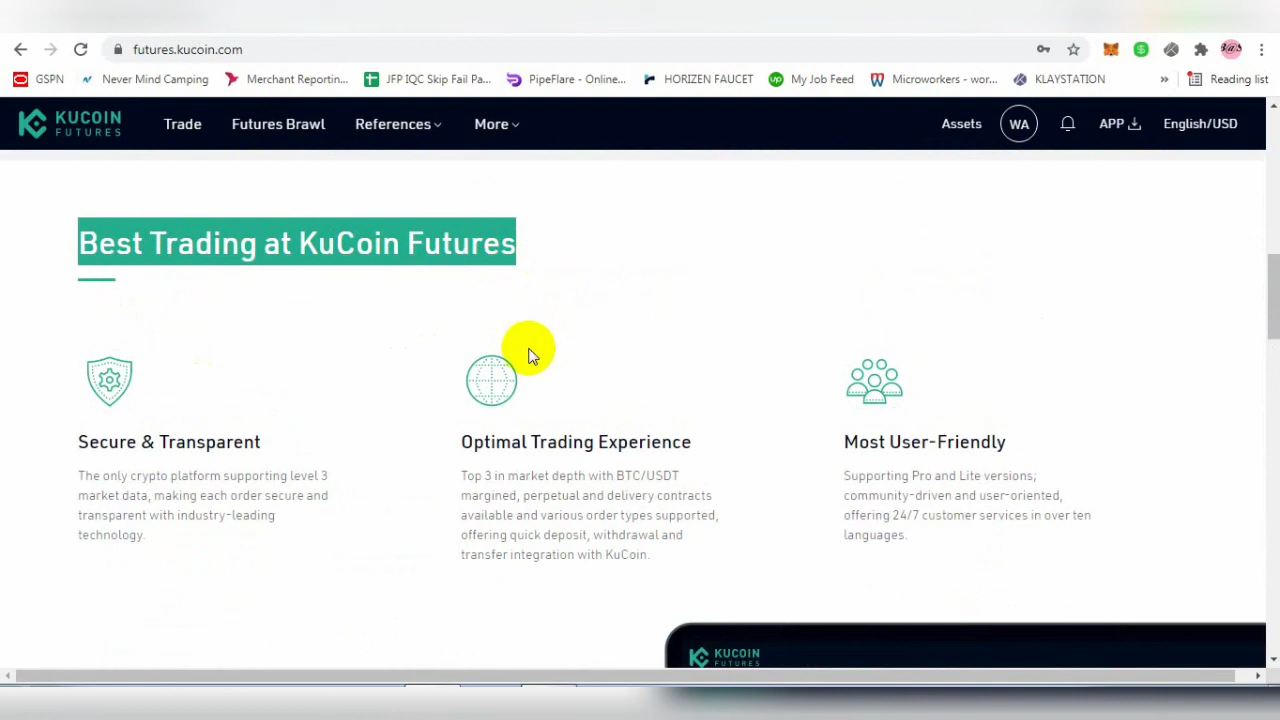 futures.kucoin.com
GSPN
Never Mind Camping
Merchant Reportin...
JFP IQC Skip Fail Pa...
PipeFlare - Online...
HORIZEN FAUCET
My Job Feed
Microworkers - wor...
KLAYSTATION
»
Reading list
KUCOIN
FUTURES
Trade
Futures Brawl
References
More
Assets
WA
APP
English/USD
Best Trading at KuCoin Futures
Secure & Transparent
The only crypto platform supporting level 3
market data, making each order secure and
transparent with industry-leading
technology.
Optimal Trading Experience
Top 3 in market depth with BTC/USDT
margined, perpetual and delivery contracts
available and various order types supported,
offering quick deposit, withdrawal and
transfer integration with KuCoin.
Most User-Friendly
Supporting Pro and Lite versions;
community-driven and user-oriented,
offering 24/7 customer services in over ten
languages.
KUCOIN
FUTURES